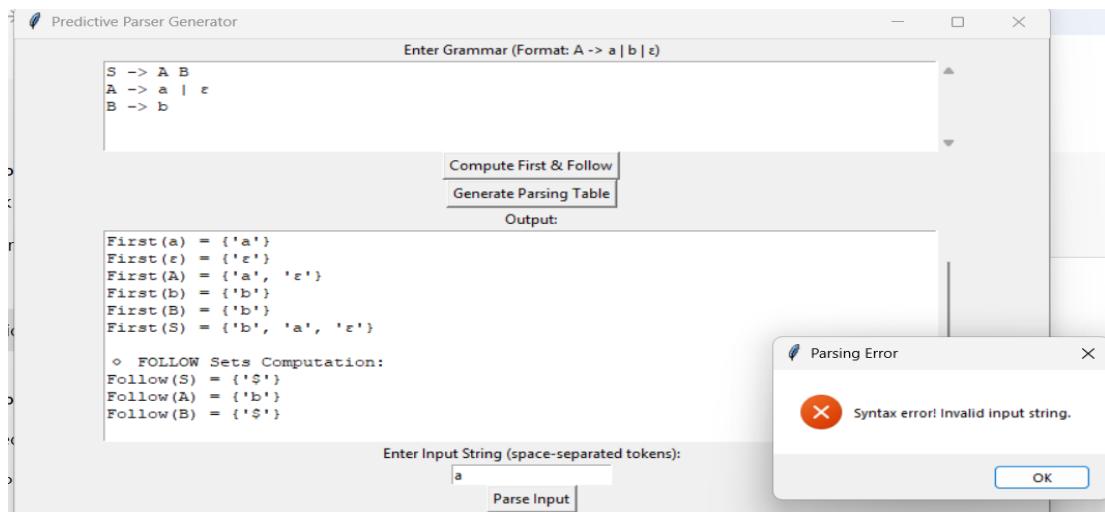 Predictive Parser Generator
Enter Grammar (Format: A -> a | b | ε)
S -> A B
A -> a | ε
B -> b
Compute First & Follow
Generate Parsing Table
Output:
First(a) = {'a'}
First(ε) = {'ε'}
First(A) = {'a', 'ε'}
First(b) = {'b'}
First(B) = {'b'}
First(S) = {'b', 'a', 'ε'}
FOLLOW Sets Computation:
Follow(S) = {'$'}
Follow(A) = {'b'}
Follow(B) = {'$'}
Enter Input String (space-separated tokens):
a
Parse Input
Parsing Error
Syntax error! Invalid input string.
OK